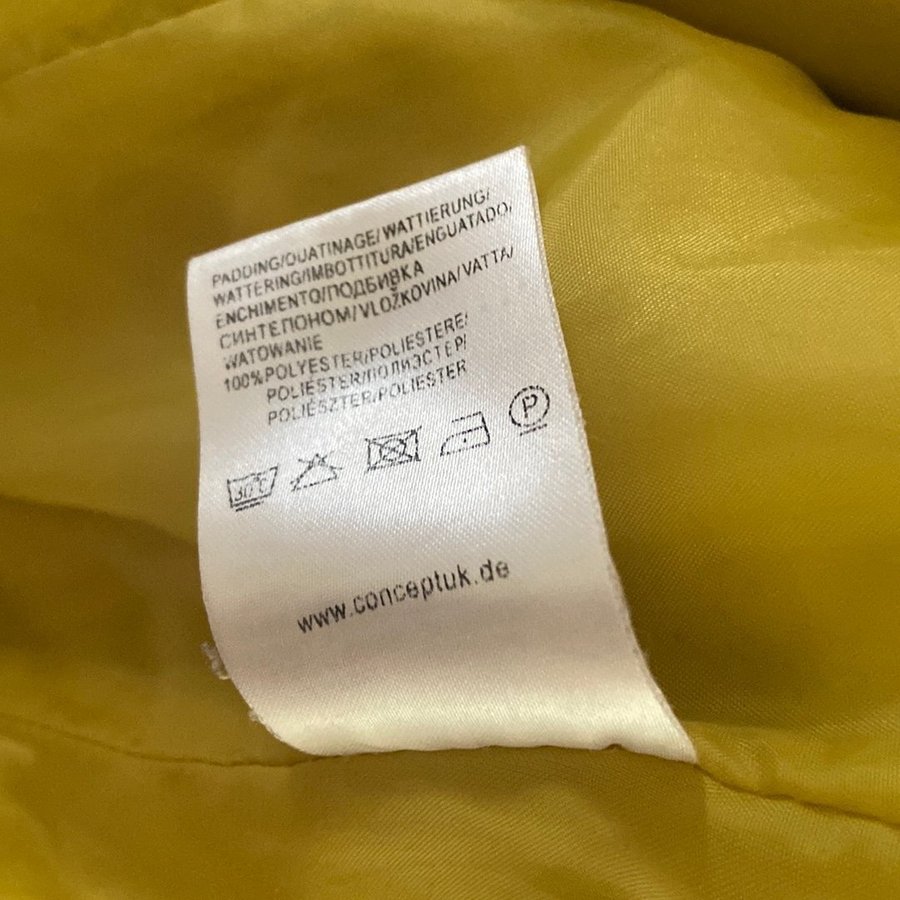 PADDING/OUATINAGE/WATTIERUNG/
WATTERING/IMBOTTITURA/ENGUATADO/
ENCHIMENTO/ПОДБИВКА
СИНТЕПОНОМ/VLOŽKOVINA/VATTA/
WATOWANIE
100%POLYESTER/POLIESTERE/
POLIÉSTER/ПОЛИЭСТЕР/
POLIÉSZTER/POLIESTER
30°C P
www.conceptuk.de